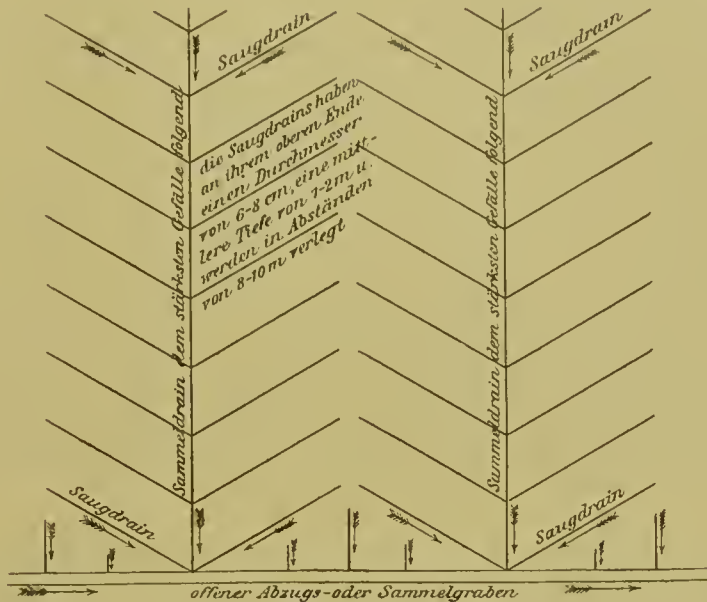 Saugdrain
Saugdrain
Sammeldrain dem stärksten Gefälle folgend
die Saugdrains haben
an ihrem oberen Ende
einen Durchmesser
von 6-8 cm, eine mitt-
lere Tiefe von 1-2m u.
werden in Abständen
von 8-10 m verlegt
Sammeldrain dem stärksten Gefälle folgend
Saugdrain
Saugdrain
offener Abzugs-oder Sammelgraben